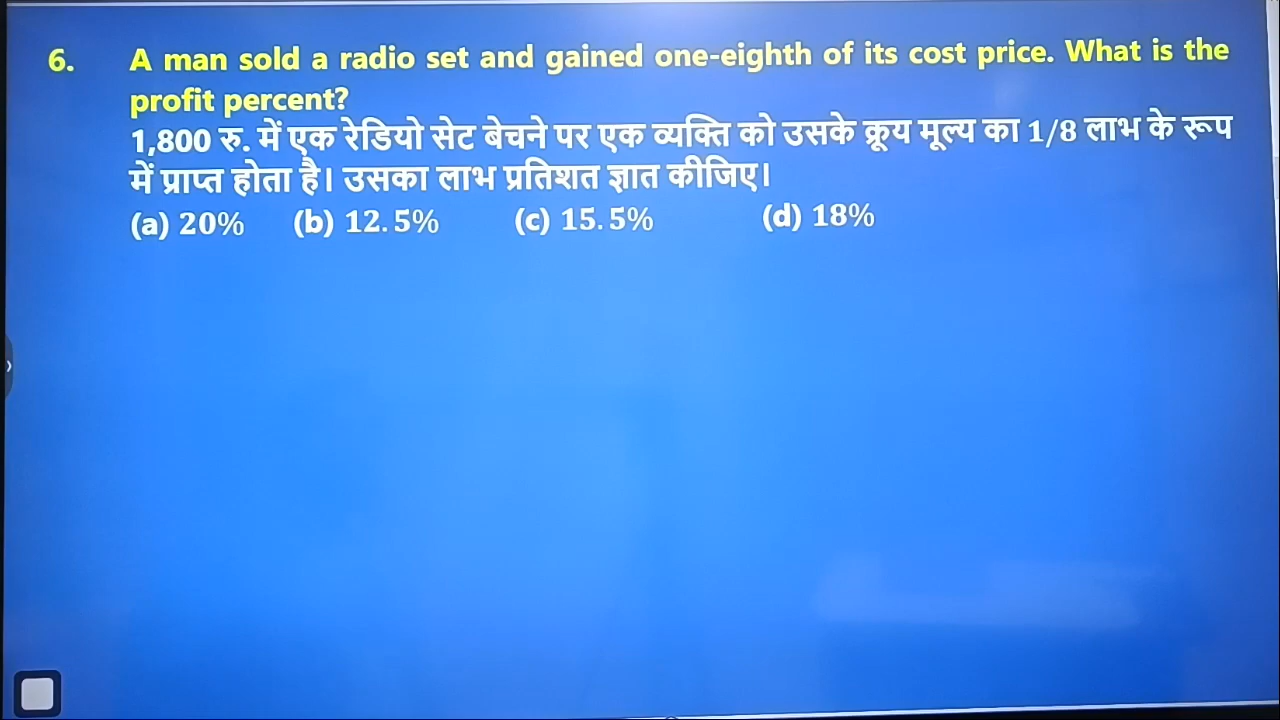 6. A man sold a radio set and gained one-eighth of its cost price. What is the
profit percent?
1,800 रु. में एक रेडियो सेट बेचने पर एक व्यक्ति को उसके क्रूय मूल्य का 1/8 लाभ के रूप
में प्राप्त होता है। उसका लाभ प्रतिशत ज्ञात कीजिए।
(a) 20% (b) 12.5% (c) 15.5% (d) 18%